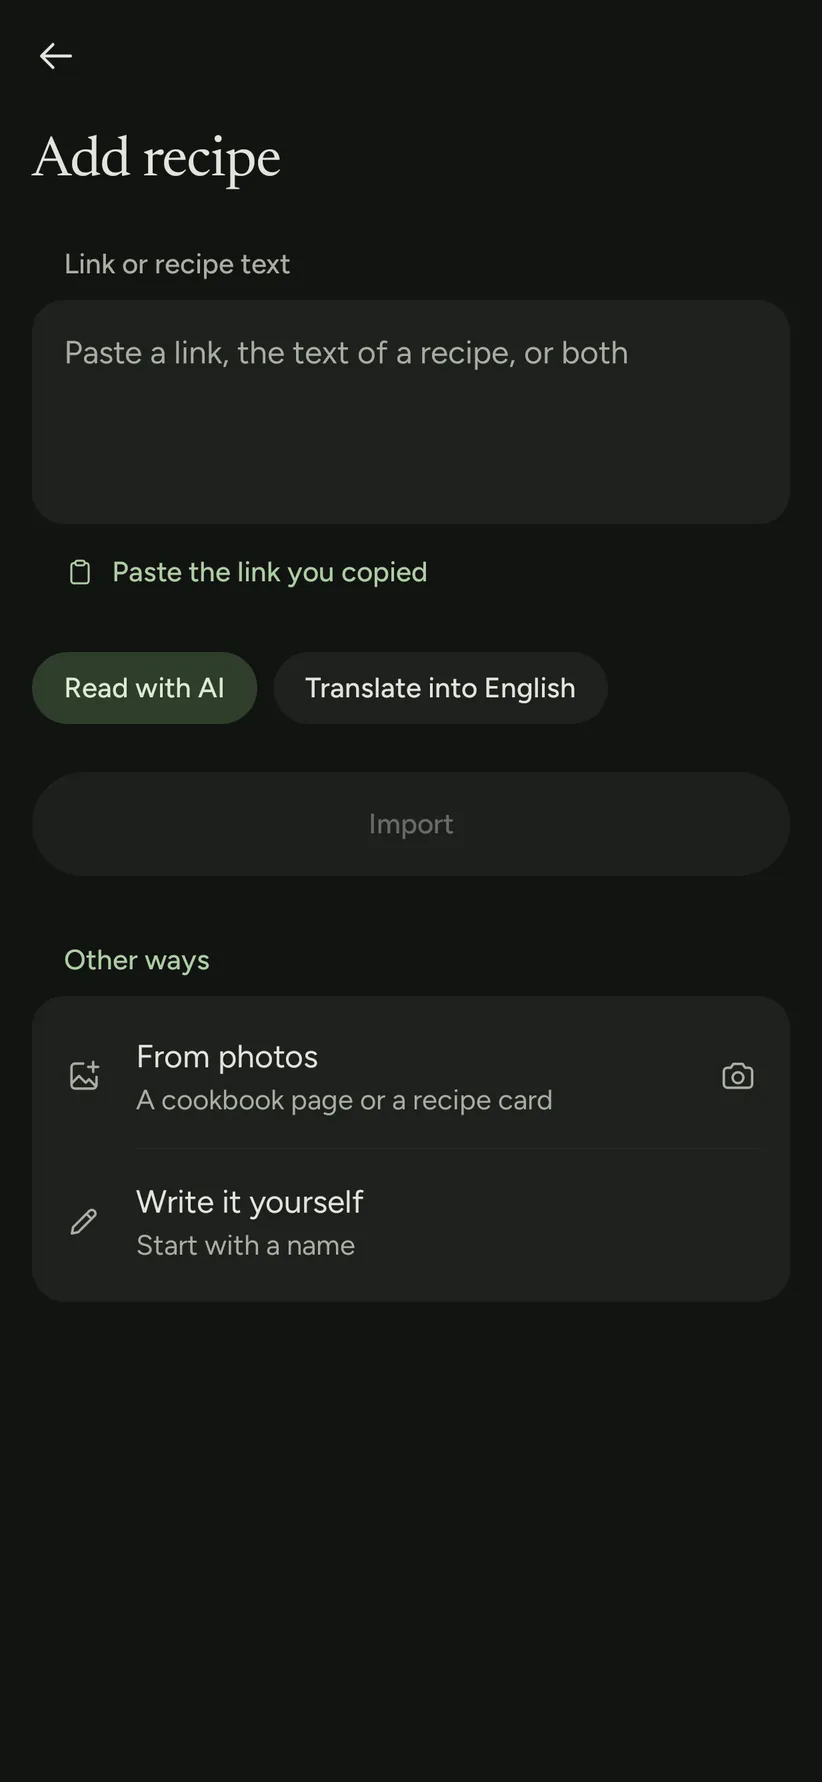 Add recipe
Link or recipe text
Paste a link, the text of a recipe, or both
Paste the link you copied
Read with AI
Translate into English
Import
Other ways
From photos
A cookbook page or a recipe card
Write it yourself
Start with a name